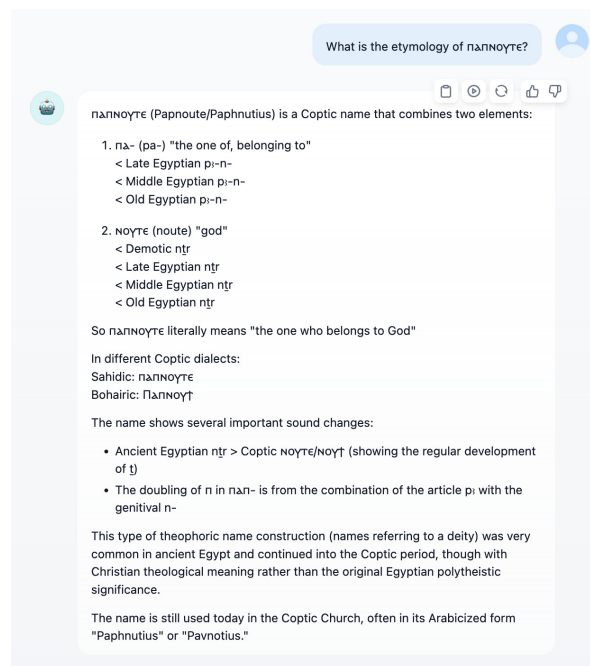 What is the etymology of ⲡⲁⲡⲛⲟⲩⲧⲉ?
ⲡⲁⲡⲛⲟⲩⲧⲉ (Papnoute/Paphnutius) is a Coptic name that combines two elements:
1. ⲡⲁ- (pa-) "the one of, belonging to"
< Late Egyptian pꜣ-n-
< Middle Egyptian pꜣ-n-
< Old Egyptian pꜣ-n-
2. ⲛⲟⲩⲧⲉ (noute) "god"
< Demotic nṯr
< Late Egyptian nṯr
< Middle Egyptian nṯr
< Old Egyptian nṯr
So ⲡⲁⲡⲛⲟⲩⲧⲉ literally means "the one who belongs to God"
In different Coptic dialects:
Sahidic: ⲡⲁⲡⲛⲟⲩⲧⲉ
Bohairic: Ⲡⲁⲡⲛⲟⲩϯ
The name shows several important sound changes:
• Ancient Egyptian nṯr > Coptic ⲛⲟⲩⲧⲉ/ⲛⲟⲩϯ (showing the regular development
of ṯ)
• The doubling of ⲡ in ⲡⲁⲡ- is from the combination of the article pꜣ with the
genitival n-
This type of theophoric name construction (names referring to a deity) was very
common in ancient Egypt and continued into the Coptic period, though with
Christian theological meaning rather than the original Egyptian polytheistic
significance.
The name is still used today in the Coptic Church, often in its Arabicized form
"Paphnutius" or "Pavnotius."